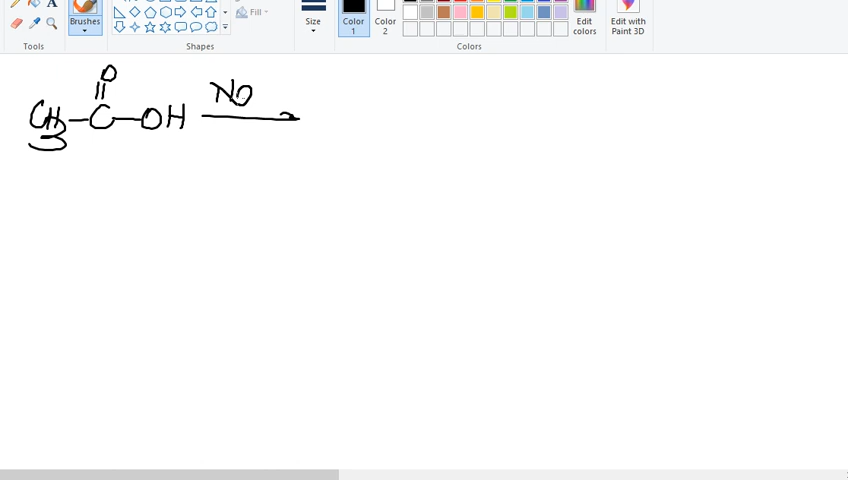 Brushes
Size
Color 1
Color 2
Edit colors
Edit with Paint 3D
Fill
Tools
Shapes
Colors
O
NO
CH3-C-OH